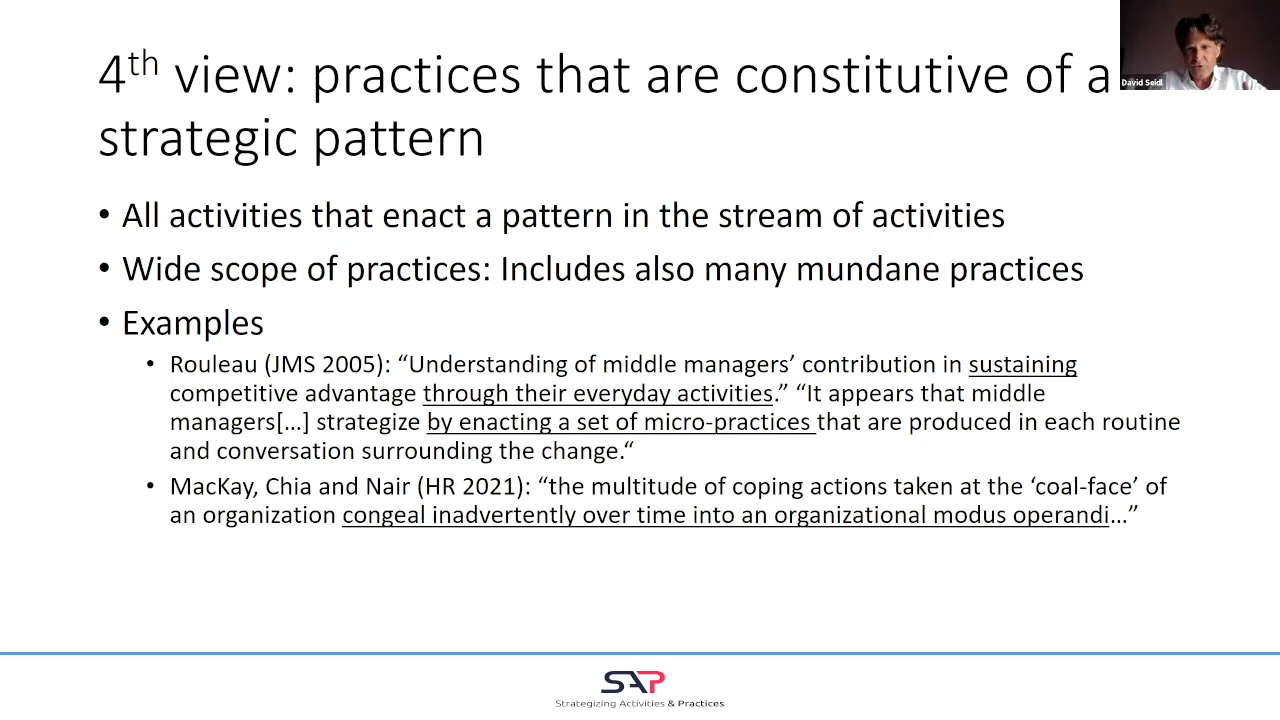 4th view: practices that are constitutive of a
strategic pattern
David Seidl
• All activities that enact a pattern in the stream of activities
• Wide scope of practices: Includes also many mundane practices
• Examples
• Rouleau (JMS 2005): “Understanding of middle managers’ contribution in sustaining
competitive advantage through their everyday activities.” “It appears that middle
managers[…] strategize by enacting a set of micro-practices that are produced in each routine
and conversation surrounding the change.“
• MacKay, Chia and Nair (HR 2021): “the multitude of coping actions taken at the ‘coal-face’ of
an organization congeal inadvertently over time into an organizational modus operandi…”
SAP
Strategizing Activities & Practices